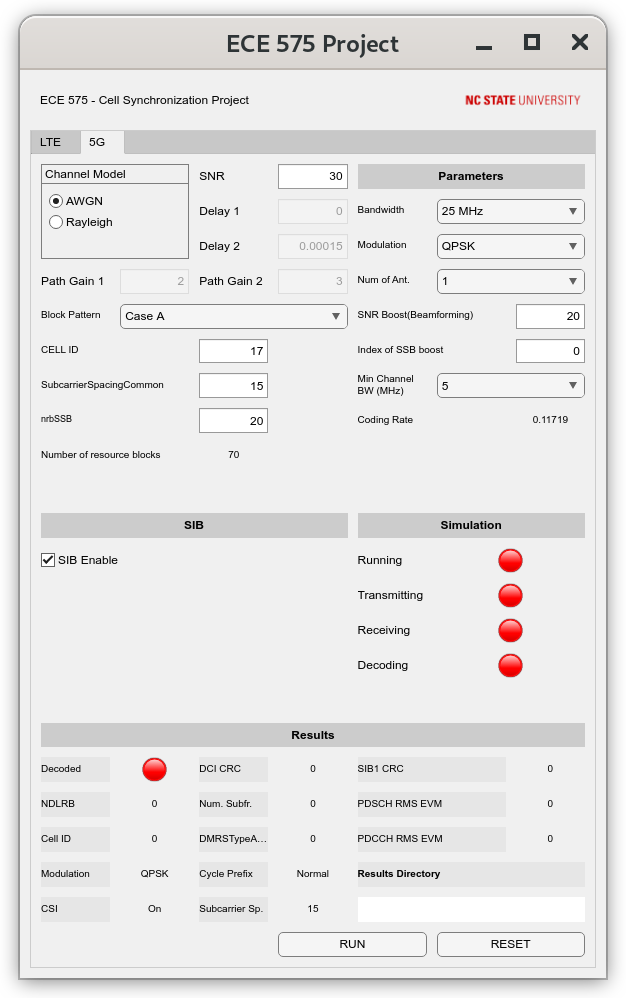 ECE 575 Project
ECE 575 - Cell Synchronization Project
NC STATE UNIVERSITY
LTE 5G
Channel Model
AWGN
Rayleigh
SNR 30
Delay 1 0
Delay 2 0.00015
Path Gain 1 2 Path Gain 2 3
Block Pattern Case A
CELL ID 17
SubcarrierSpacingCommon 15
nrbSSB 20
Number of resource blocks 70
Parameters
Bandwidth 25 MHz
Modulation QPSK
Num of Ant. 1
SNR Boost(Beamforming) 20
Index of SSB boost 0
Min Channel
BW (MHz) 5
Coding Rate 0.11719
SIB
SIB Enable
Simulation
Running
Transmitting
Receiving
Decoding
Results
Decoded DCI CRC 0 SIB1 CRC 0
NDLRB 0 Num. Subfr. 0 PDSCH RMS EVM 0
Cell ID 0 DMRSTypeA... 0 PDCCH RMS EVM 0
Modulation QPSK Cycle Prefix Normal Results Directory
CSI On Subcarrier Sp. 15
RUN RESET